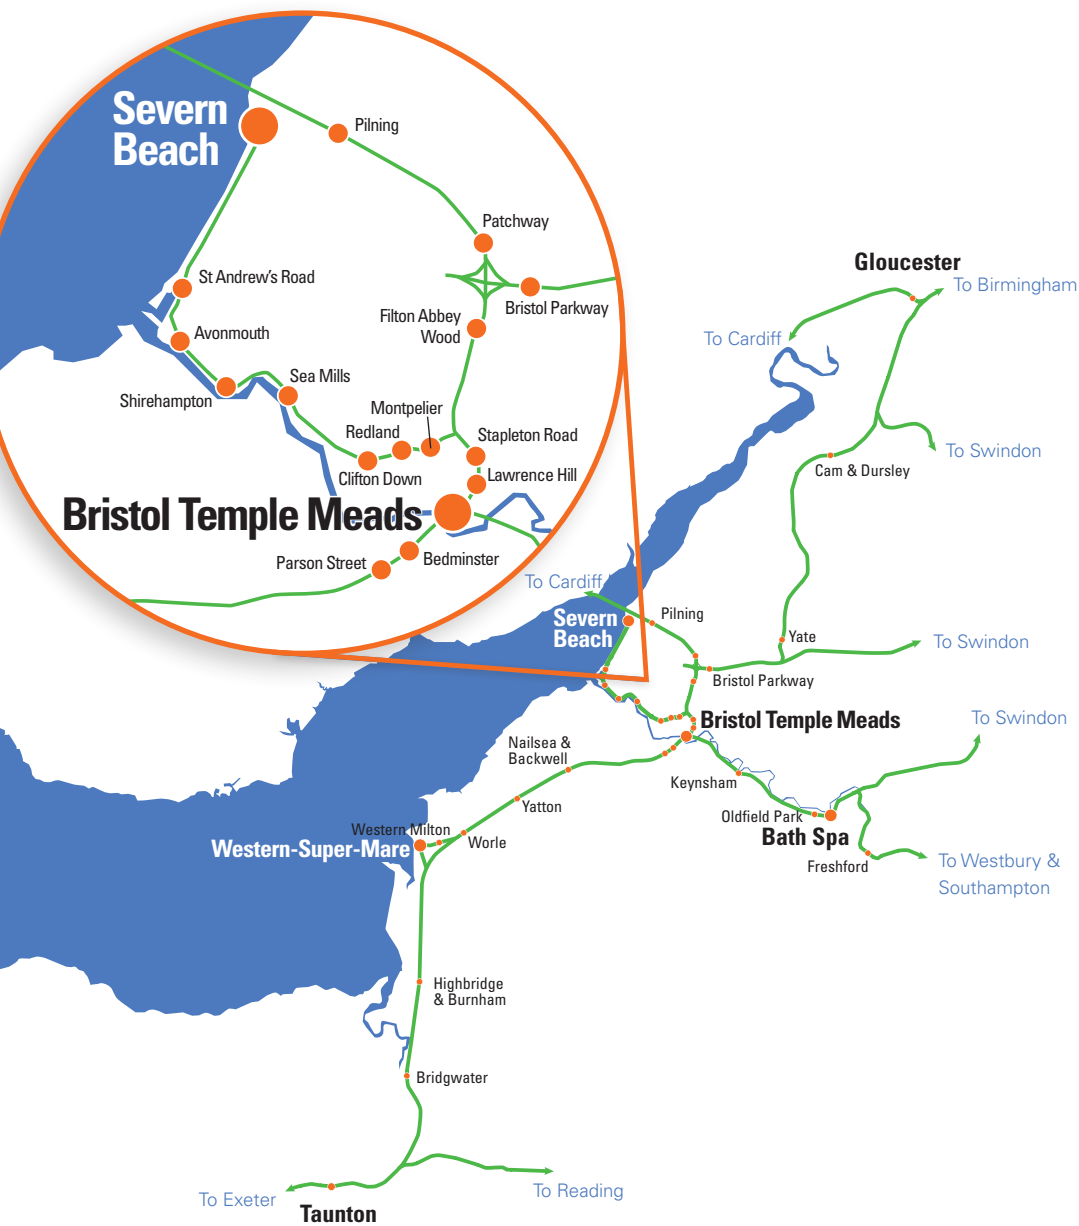 Severn
Beach
Pilning
Patchway
St Andrew's Road
Bristol Parkway
Filton Abbey
Wood
Avonmouth
Sea Mills
Shirehampton
Montpelier
Redland
Stapleton Road
Clifton Down
Lawrence Hill
Bristol Temple Meads
Parson Street
Bedminster
Gloucester
To Birmingham
To Cardiff
To Swindon
Cam & Dursley
To Cardiff
Severn
Beach
Pilning
Yate
To Swindon
Bristol Parkway
Bristol Temple Meads
To Swindon
Nailsea &
Backwell
Keynsham
Yatton
Oldfield Park
Bath Spa
Western Milton
Worle
Western-Super-Mare
Freshford
To Westbury &
Southampton
Highbridge
& Burnham
Bridgwater
To Exeter
To Reading
Taunton